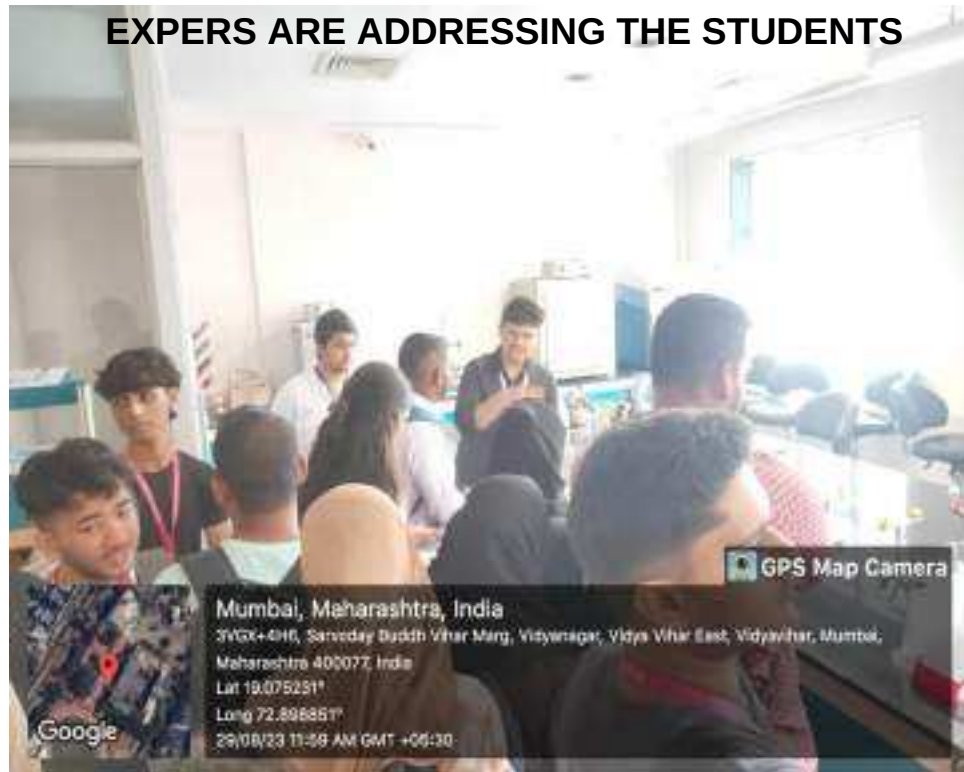 EXPERS ARE ADDRESSING THE STUDENTS
GPS Map Camera
Mumbai, Maharashtra, India
3VGX+4H6, Sarvoday Buddh Vihar Marg, Vidyanagar, Vidya Vihar East, Vidyavihar, Mumbai,
Maharashtra 400077, India
Lat 19.075231°
Long 72.898851°
29/08/23 11:59 AM GMT +05:30
Google